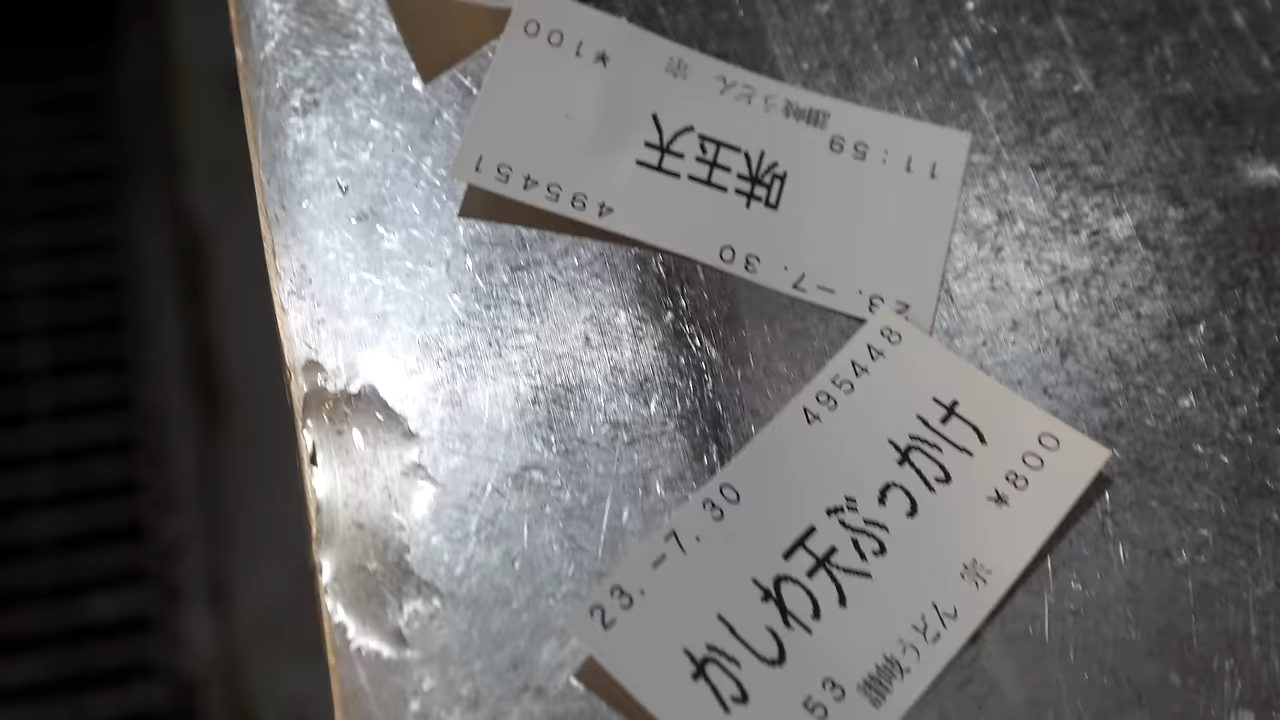 23.-7.30 495451
味玉天
11:59 讃岐うどん 宗 ¥100
23.-7.30 495448
かしわ天ぶっかけ
53 讃岐うどん 宗 ¥800